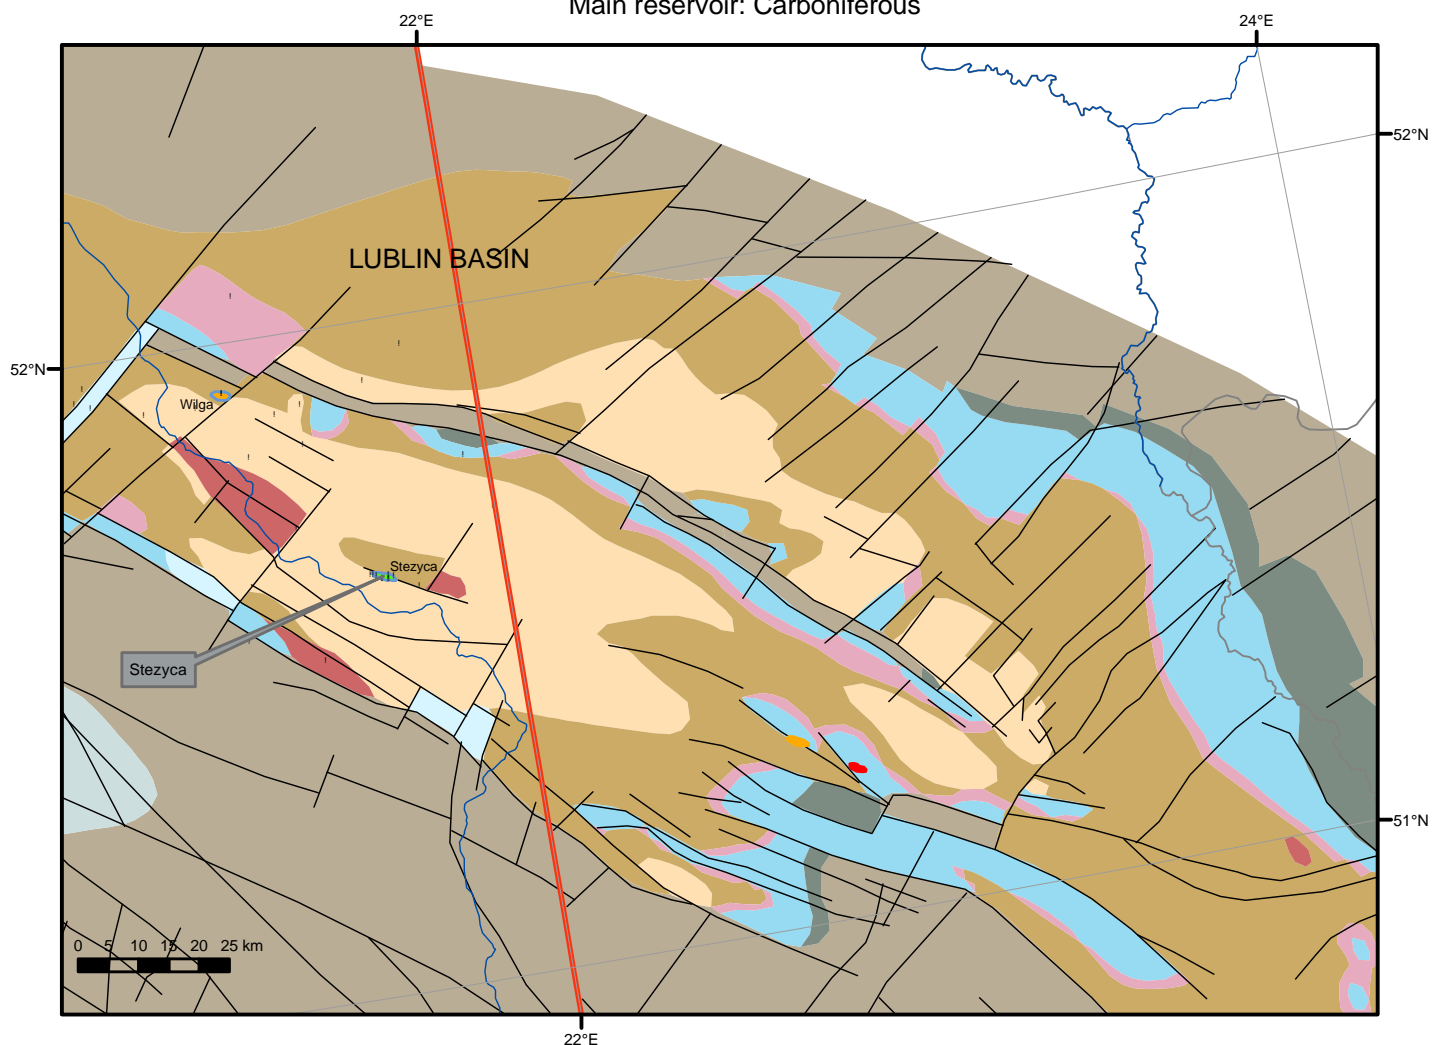 Main reservoir: Carboniferous
22°E
24°E
52°N
LUBLIN BASIN
52°N
Wilga
Stezyca
Stezyca
51°N
0 5 10 15 20 25 km
22°E